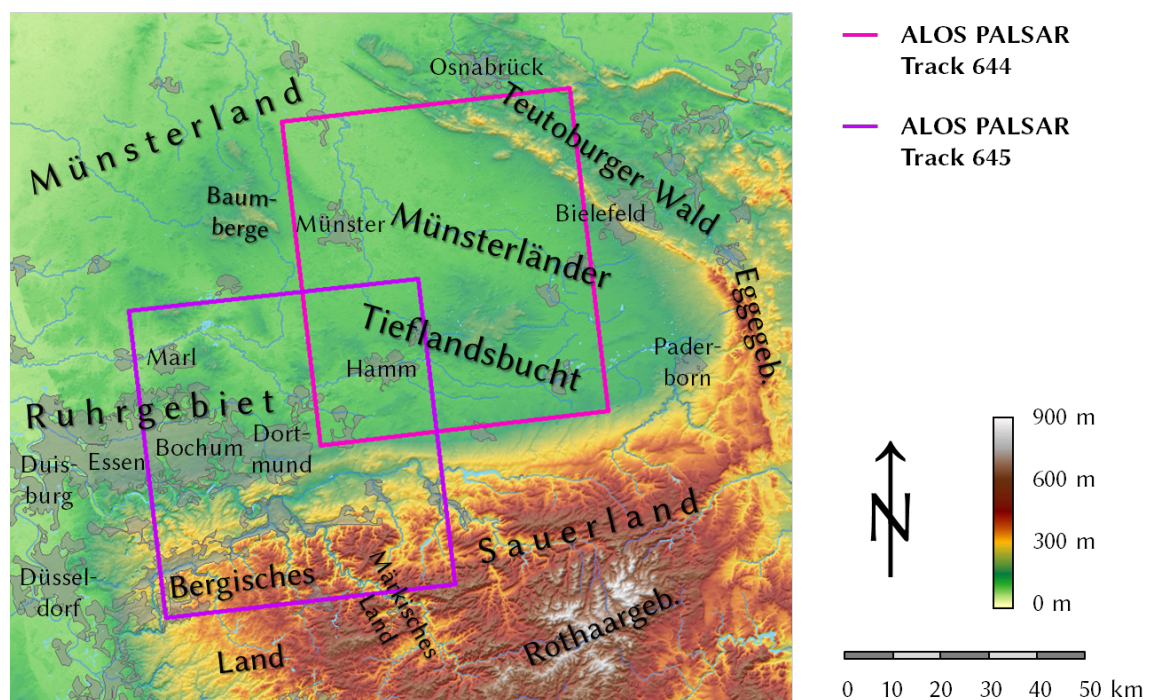 Osnabrück
Münsterland
Teutoburger Wald
Baum-
berge
Münster
Bielefeld
Münsterländer
Tieflandsbucht
Eggegeb.
Marl
Hamm
Pader-
born
Ruhrgebiet
Duis-
burg
Essen
Bochum
Dort-
mund
Sauerland
Düssel-
dorf
Bergisches
Land
Märkisches
Land
Rothaargeb.
ALOS PALSAR
Track 644
ALOS PALSAR
Track 645
N
900 m
600 m
300 m
0 m
0 10 20 30 40 50 km